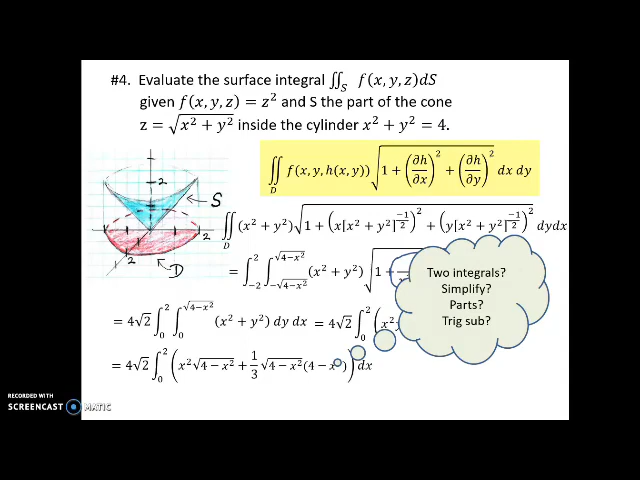 #4. Evaluate the surface integral ∬_S f(x, y, z)dS
given f(x, y, z) = z² and S the part of the cone
z = √(x² + y²) inside the cylinder x² + y² = 4.
∬_D f(x, y, h(x, y)) √(1 + (∂h/∂x)² + (∂h/∂y)²) dx dy
2
S
2
2
D
∬_D (x² + y²) √(1 + (x|x² + y²|^(−1/2))² + (y|x² + y²|^(−1/2))²) dydx
= ∫_{−2}^{2} ∫_{−√(4−x²)}^{√(4−x²)} (x² + y²) √(1 +
Two integrals?
Simplify?
Parts?
Trig sub?
= 4√2 ∫_0^2 ∫_0^{√(4−x²)} (x² + y²) dy dx = 4√2 ∫_0^2 (x²
= 4√2 ∫_0^2 (x²√(4 − x²) + 1/3 √(4 − x²)(4 − x²)) dx
RECORDED WITH
SCREENCAST MATIC